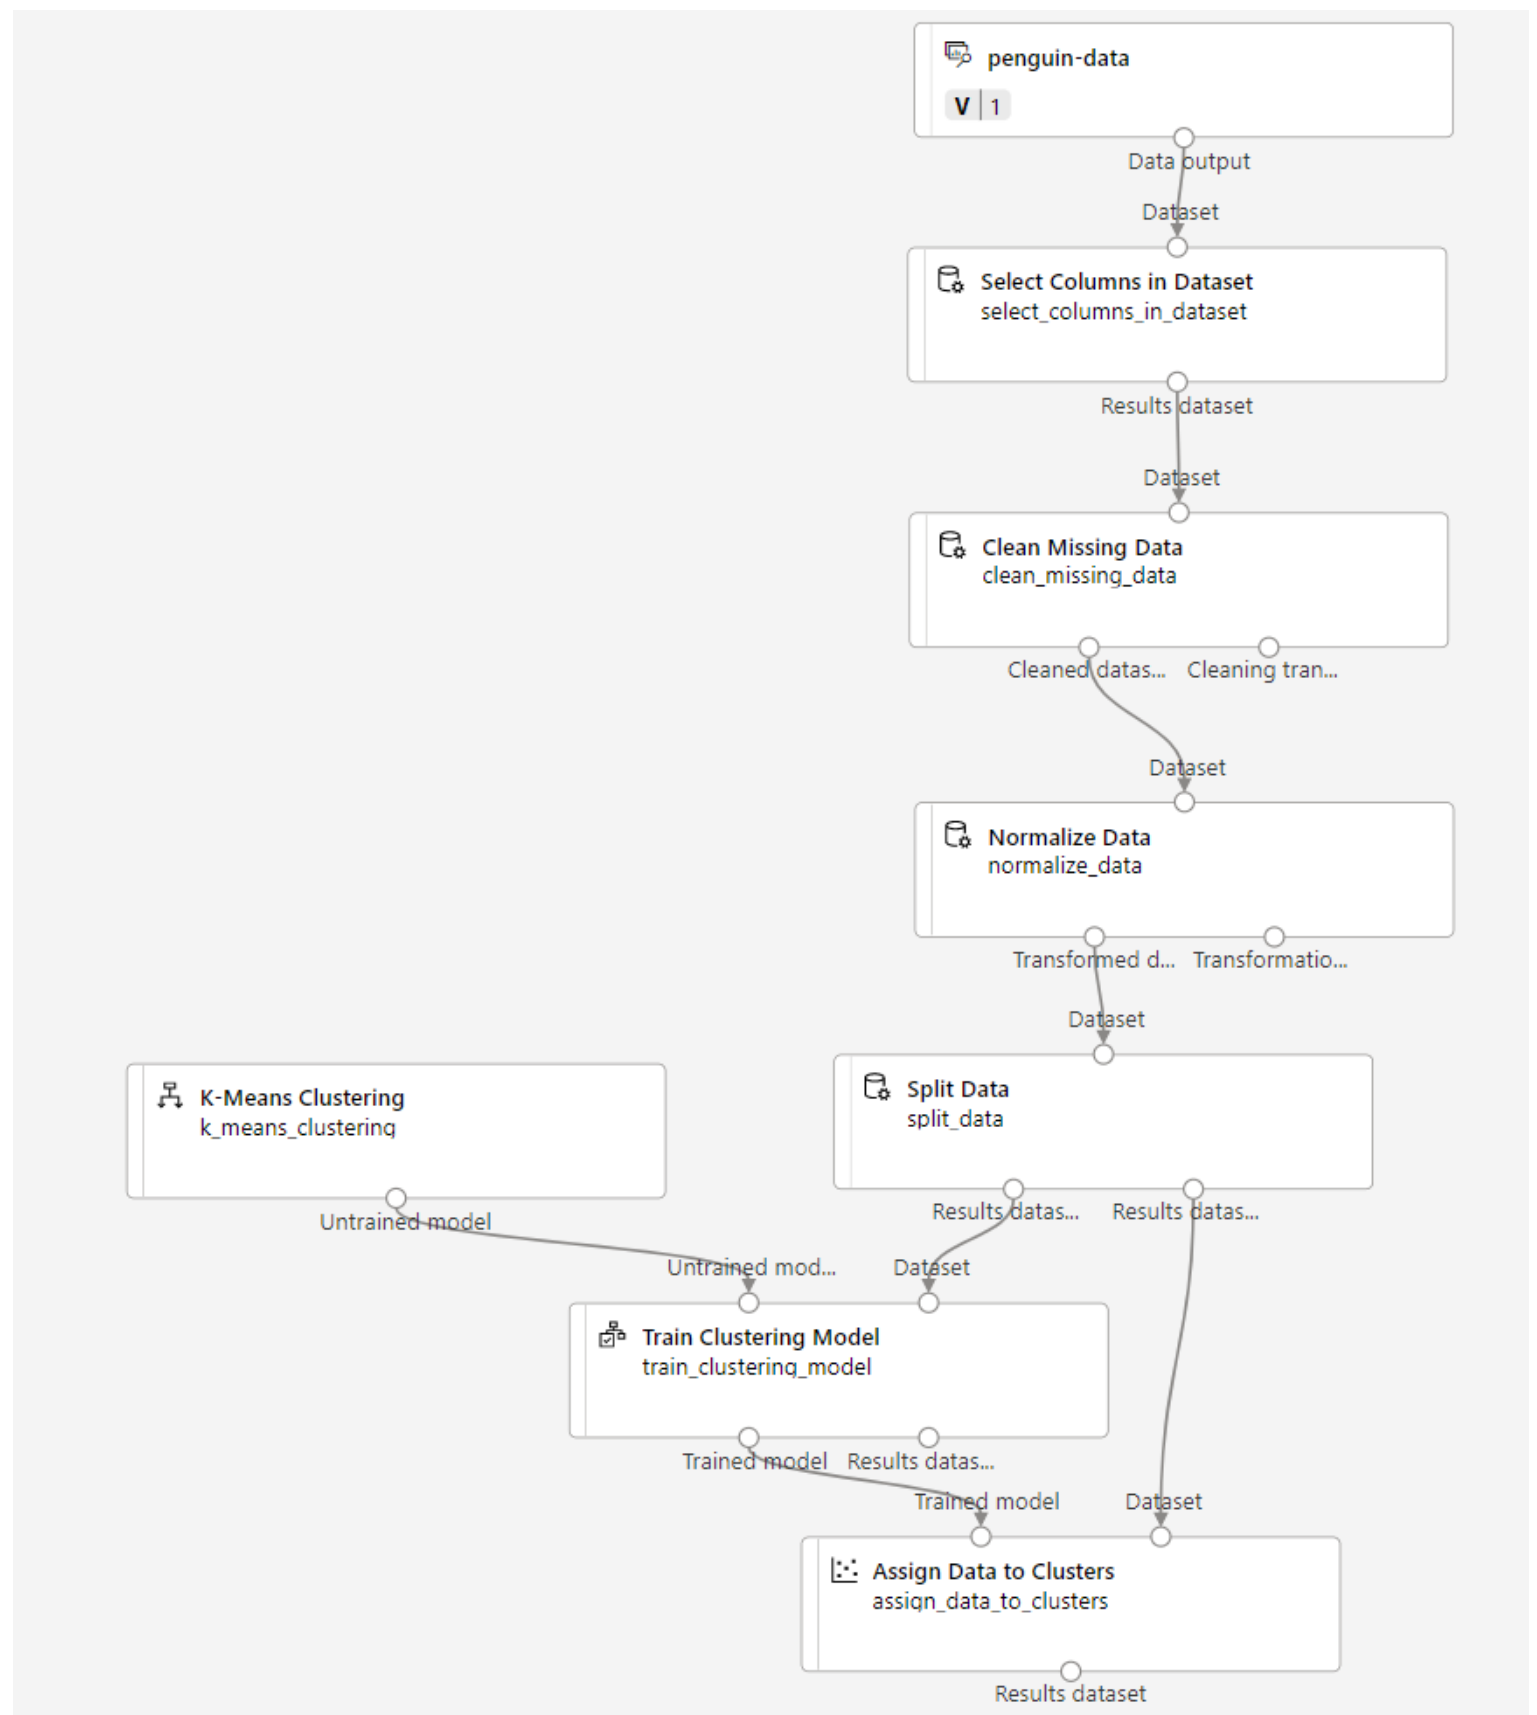 penguin-data
V 1
Data output
Dataset
Select Columns in Dataset
select_columns_in_dataset
Results dataset
Dataset
Clean Missing Data
clean_missing_data
Cleaned datas... Cleaning tran...
Dataset
Normalize Data
normalize_data
Transformed d... Transformatio...
Dataset
K-Means Clustering
k_means_clustering
Untrained model
Split Data
split_data
Results datas... Results datas...
Untrained mod... Dataset
Train Clustering Model
train_clustering_model
Trained model Results datas...
Trained model Dataset
Assign Data to Clusters
assign_data_to_clusters
Results dataset